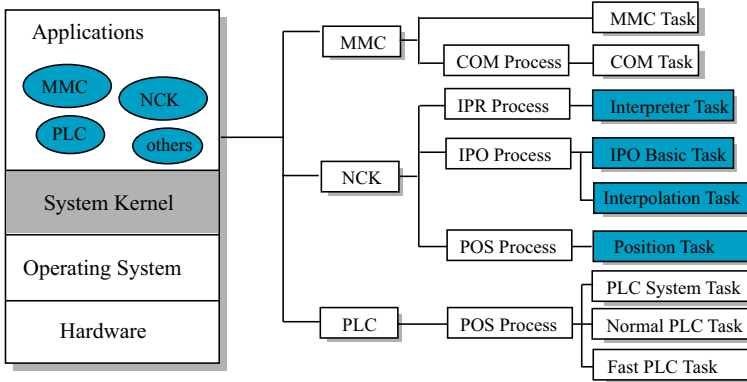 Applications
MMC
NCK
PLC
others
System Kernel
Operating System
Hardware
MMC
MMC Task
COM Process
COM Task
NCK
IPR Process
Interpreter Task
IPO Process
IPO Basic Task
Interpolation Task
POS Process
Position Task
PLC
POS Process
PLC System Task
Normal PLC Task
Fast PLC Task